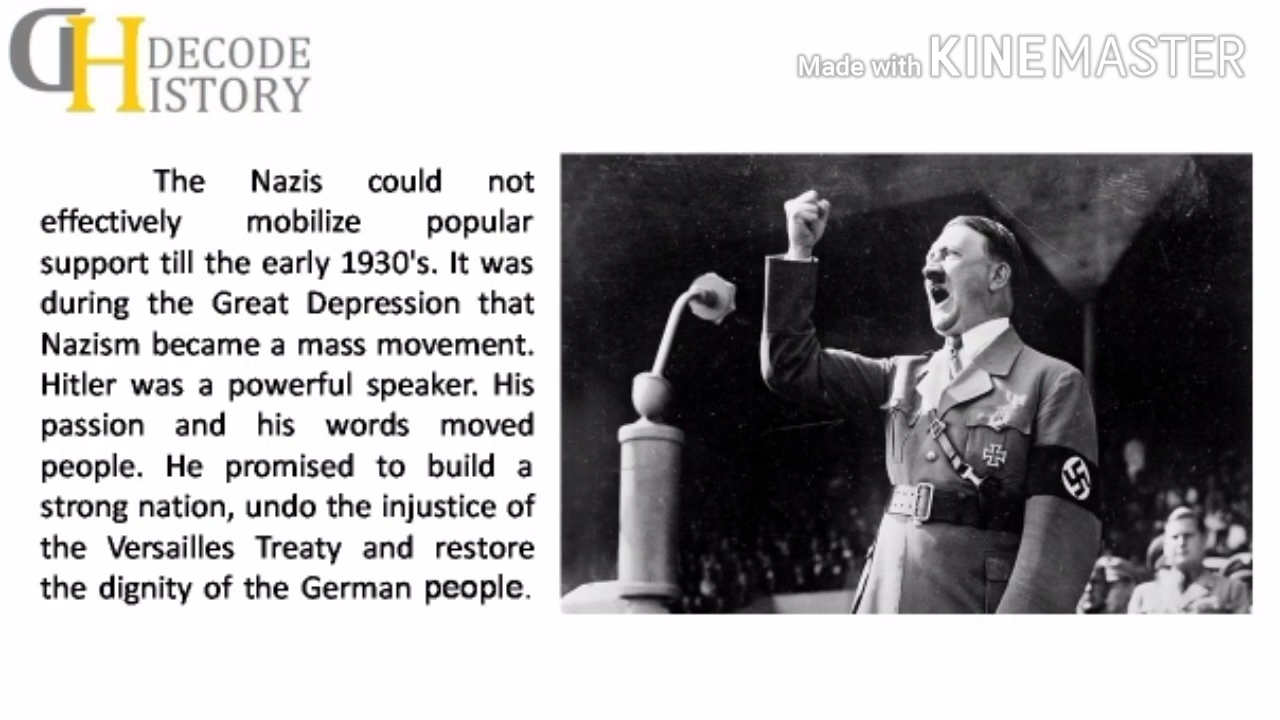 DECODE
HISTORY
Made with KINEMASTER
The Nazis could not
effectively mobilize popular
support till the early 1930's. It was
during the Great Depression that
Nazism became a mass movement.
Hitler was a powerful speaker. His
passion and his words moved
people. He promised to build a
strong nation, undo the injustice of
the Versailles Treaty and restore
the dignity of the German people.